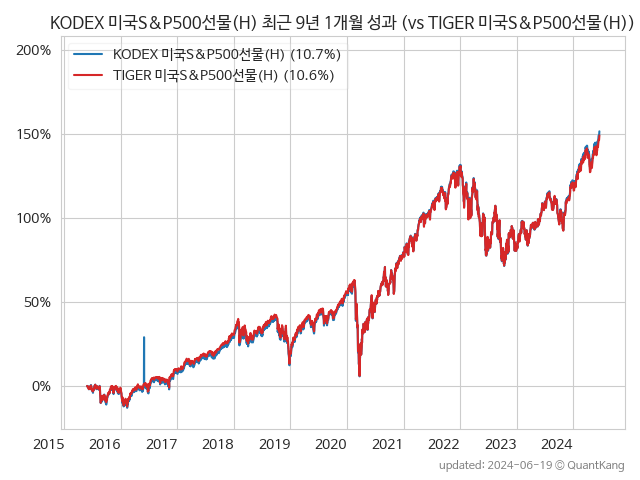 KODEX 미국S&P500선물(H) 최근 9년 1개월 성과 (vs TIGER 미국S&P500선물(H))
200%
KODEX 미국S&P500선물(H) (10.7%)
TIGER 미국S&P500선물(H) (10.6%)
150%
100%
50%
0%
2015 2016 2017 2018 2019 2020 2021 2022 2023 2024
updated: 2024-06-19 © QuantKang